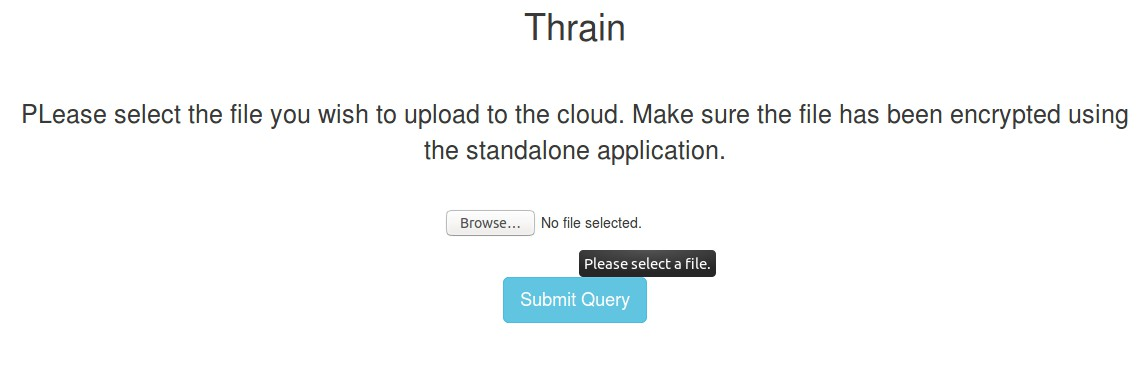 Thrain
PLease select the file you wish to upload to the cloud. Make sure the file has been encrypted using
the standalone application.
Browse... No file selected.
Please select a file.
Submit Query